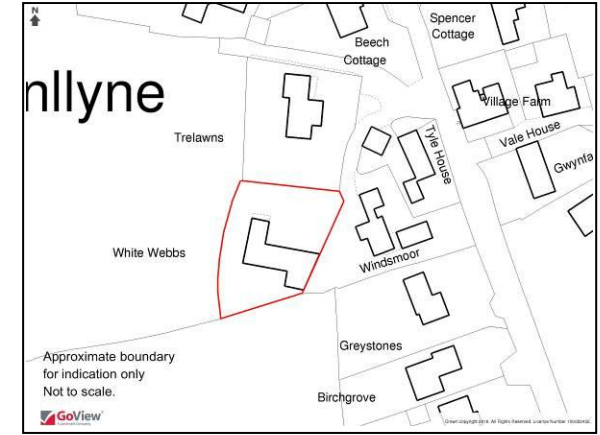 N
Spencer
Cottage
Beech
Cottage
nllyne
Village Farm
Trelawns
Tyle House
Vale House
Gwynfa
White Webbs
Windsmoor
Greystones
Approximate boundary
for indication only
Not to scale.
Birchgrove
GoView